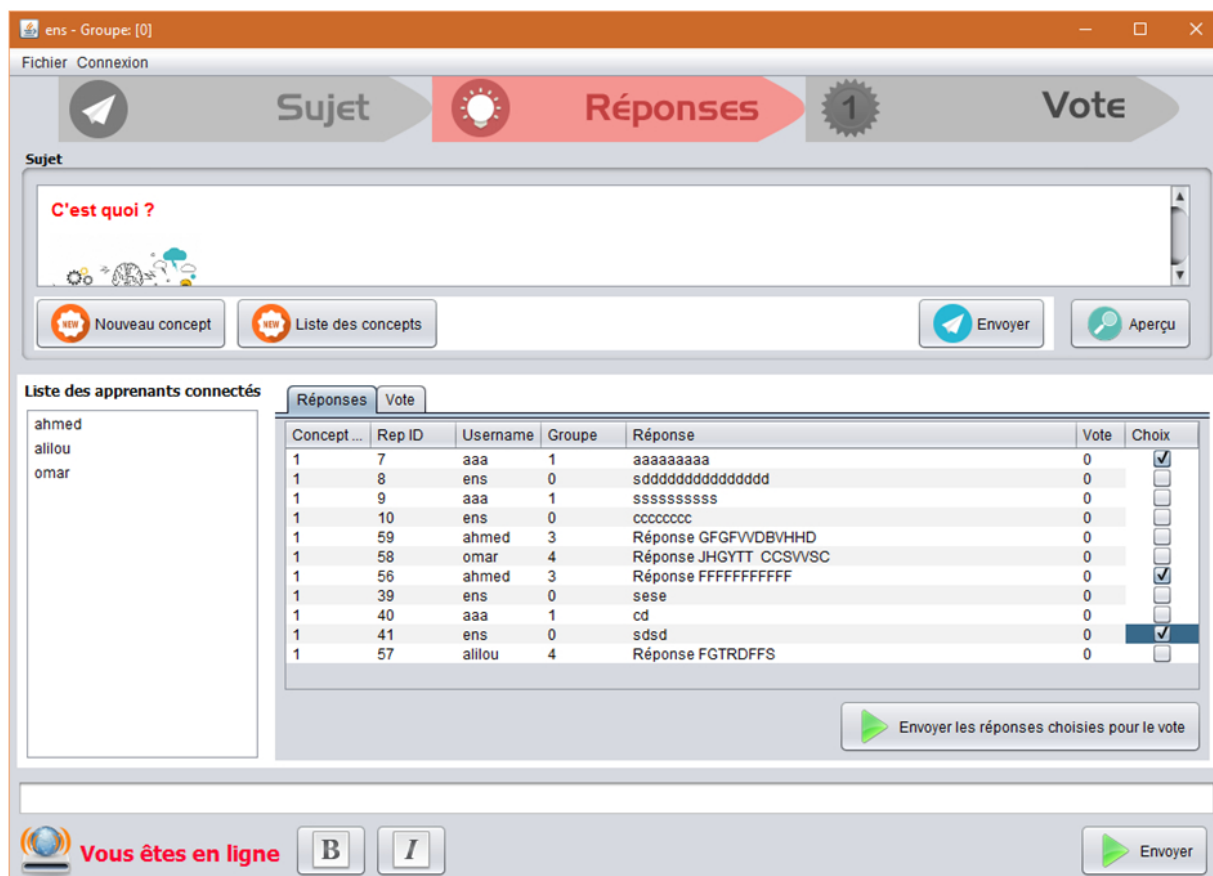 ens - Groupe: [0]
Fichier Connexion
Sujet Réponses 1 Vote
Sujet
C'est quoi ?
NEW Nouveau concept NEW Liste des concepts Envoyer Aperçu
Liste des apprenants connectés
ahmed
alilou
omar
Réponses Vote
Concept ... Rep ID Username Groupe Réponse Vote Choix
1 7 aaa 1 aaaaaaaaa 0
1 8 ens 0 sddddddddddddddd 0
1 9 aaa 1 ssssssssss 0
1 10 ens 0 cccccccc 0
1 59 ahmed 3 Réponse GFGFVVDBVHHD 0
1 58 omar 4 Réponse JHGYTT CCSVVSC 0
1 56 ahmed 3 Réponse FFFFFFFFFFF 0
1 39 ens 0 sese 0
1 40 aaa 1 cd 0
1 41 ens 0 sdsd 0
1 57 alilou 4 Réponse FGTRDFFS 0
Envoyer les réponses choisies pour le vote
Vous êtes en ligne B I Envoyer